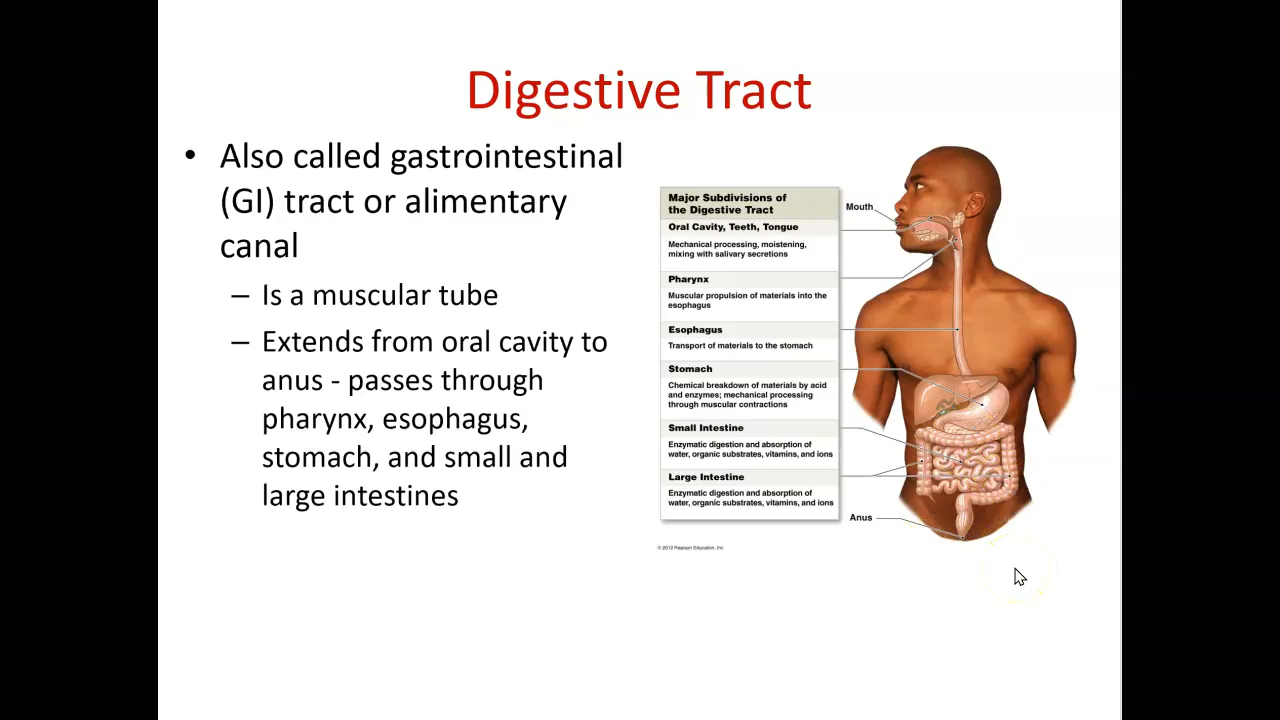 Digestive Tract
• Also called gastrointestinal
(GI) tract or alimentary
canal
– Is a muscular tube
– Extends from oral cavity to
anus - passes through
pharynx, esophagus,
stomach, and small and
large intestines
Major Subdivisions of
the Digestive Tract
Oral Cavity, Teeth, Tongue
Mechanical processing, moistening,
mixing with salivary secretions
Pharynx
Muscular propulsion of materials into the
esophagus
Esophagus
Transport of materials to the stomach
Stomach
Chemical breakdown of materials by acid
and enzymes; mechanical processing
through muscular contractions
Small Intestine
Enzymatic digestion and absorption of
water, organic substrates, vitamins, and ions
Large Intestine
Enzymatic digestion and absorption of
water, organic substrates, vitamins, and ions
Mouth
Anus
© 2012 Pearson Education, Inc